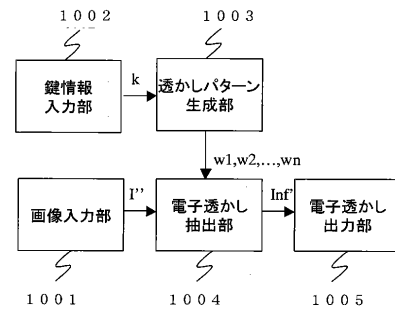 1002
1003
鍵情報
入力部
k
透かしパターン
生成部
w1,w2,...,wn
画像入力部
I''
電子透かし
抽出部
Inf'
電子透かし
出力部
1001
1004
1005